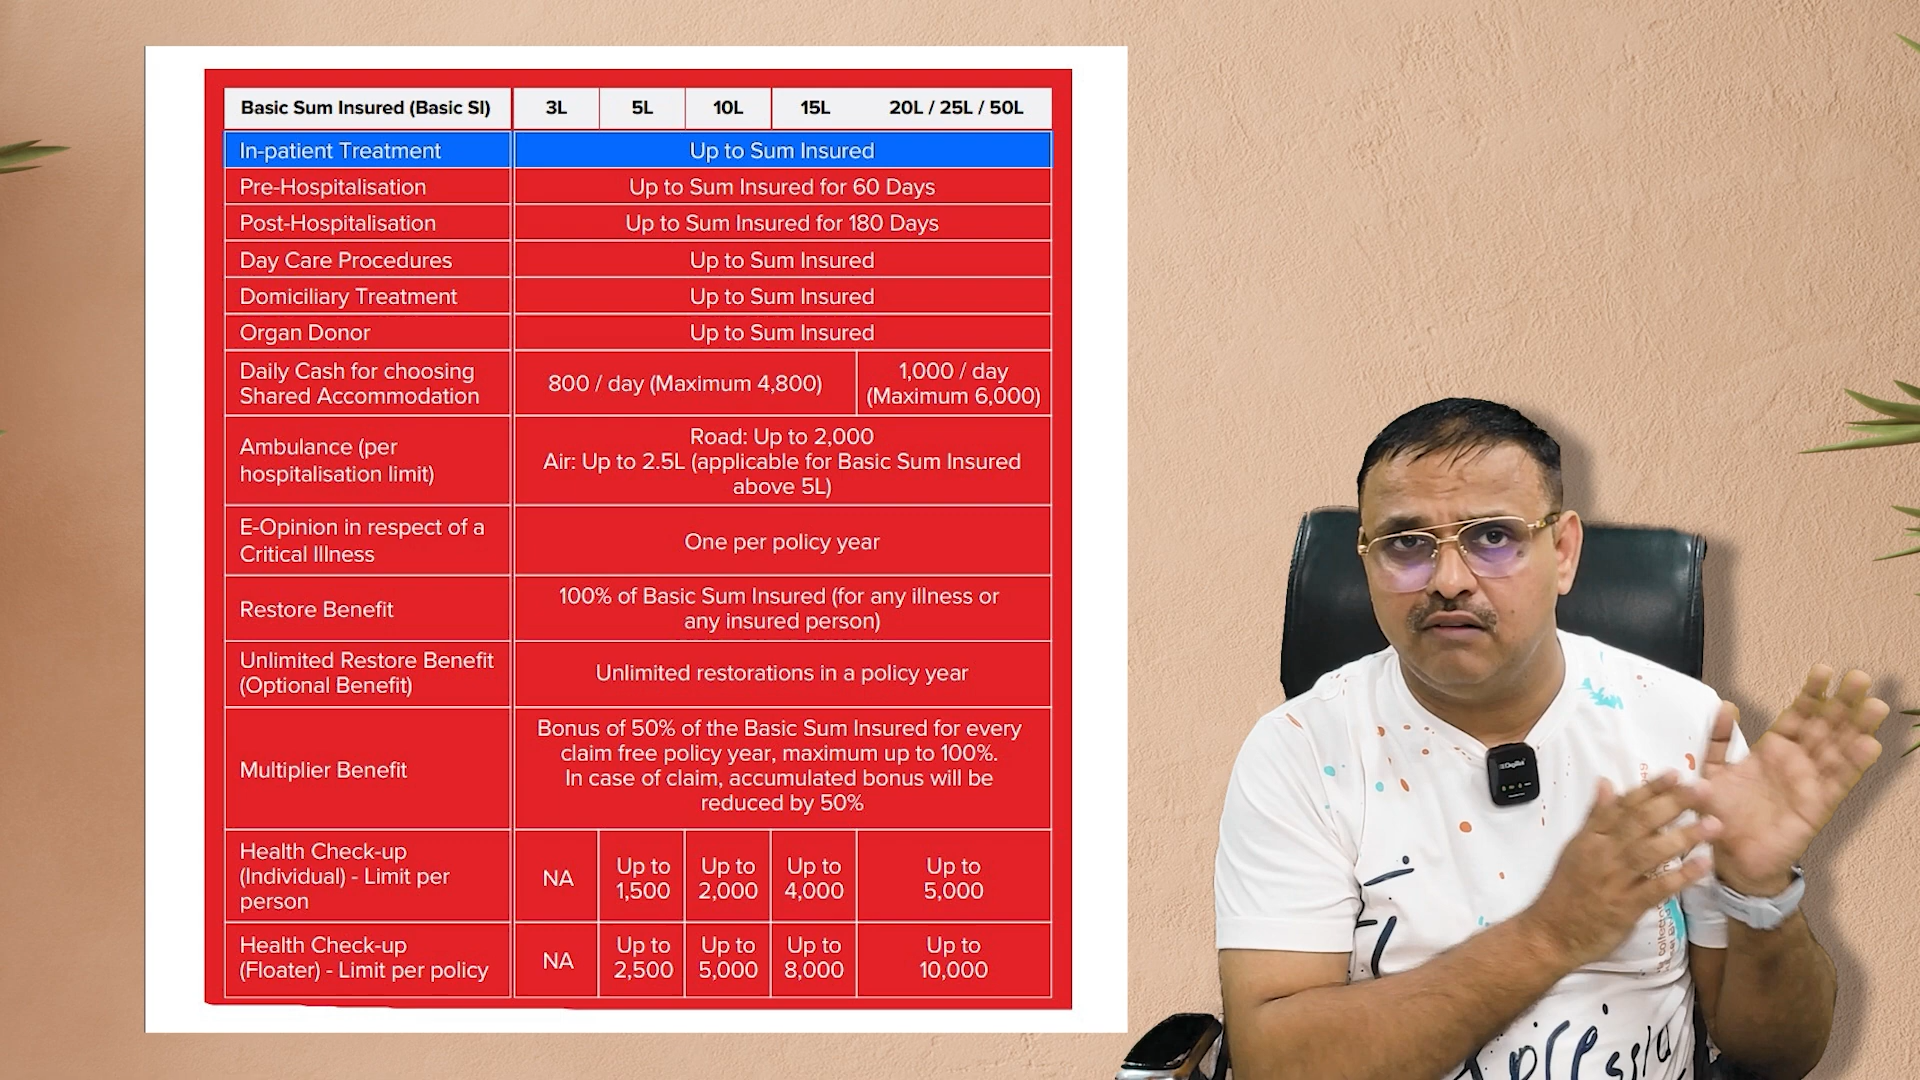 Basic Sum Insured (Basic SI) 3L 5L 10L 15L 20L / 25L / 50L
In-patient Treatment Up to Sum Insured
Pre-Hospitalisation Up to Sum Insured for 60 Days
Post-Hospitalisation Up to Sum Insured for 180 Days
Day Care Procedures Up to Sum Insured
Domiciliary Treatment Up to Sum Insured
Organ Donor Up to Sum Insured
Daily Cash for choosing
Shared Accommodation
800 / day (Maximum 4,800)
1,000 / day
(Maximum 6,000)
Ambulance (per
hospitalisation limit)
Road: Up to 2,000
Air: Up to 2.5L (applicable for Basic Sum Insured
above 5L)
E-Opinion in respect of a
Critical Illness
One per policy year
Restore Benefit
100% of Basic Sum Insured (for any illness or
any insured person)
Unlimited Restore Benefit
(Optional Benefit)
Unlimited restorations in a policy year
Multiplier Benefit
Bonus of 50% of the Basic Sum Insured for every
claim free policy year, maximum up to 100%.
In case of claim, accumulated bonus will be
reduced by 50%
Health Check-up
(Individual) - Limit per
person
NA
Up to
1,500
Up to
2,000
Up to
4,000
Up to
5,000
Health Check-up
(Floater) - Limit per policy
NA
Up to
2,500
Up to
5,000
Up to
8,000
Up to
10,000